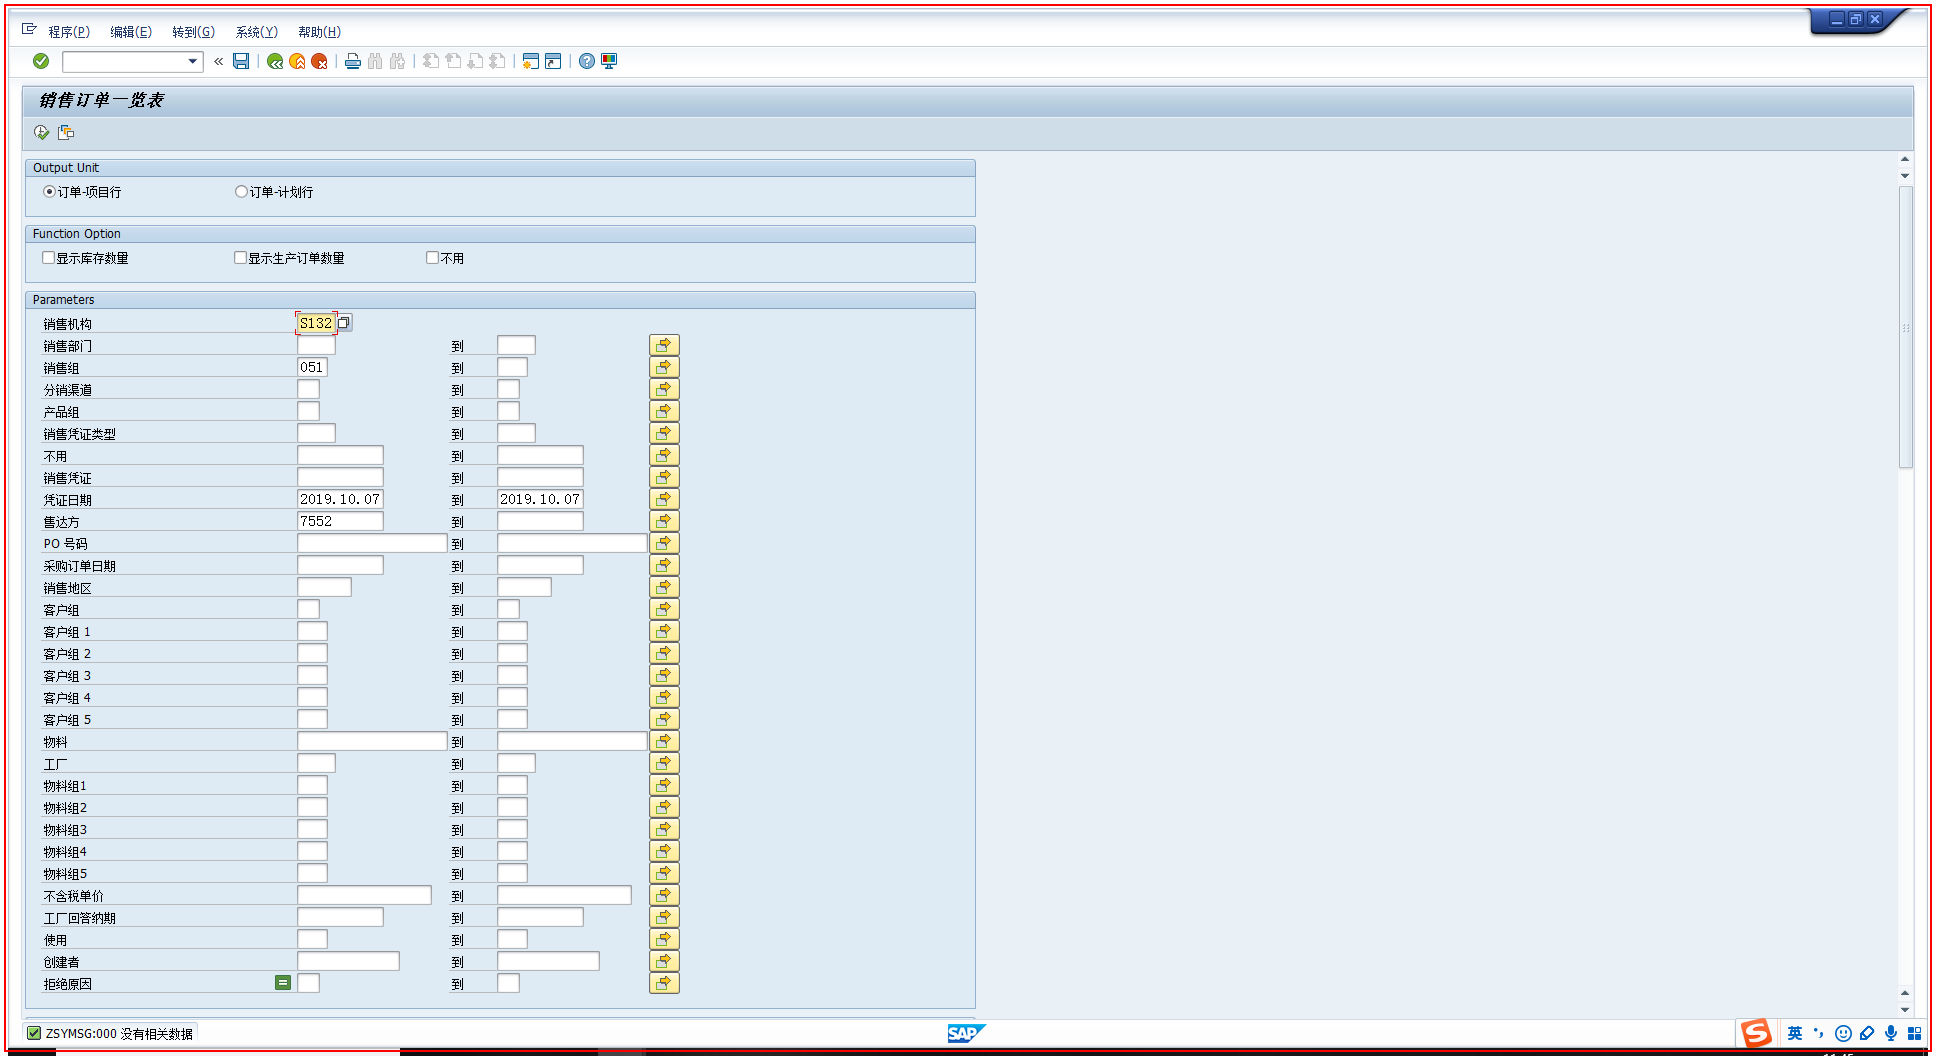 程序(P) 编辑(E) 转到(G) 系统(Y) 帮助(H)
销售订单一览表
Output Unit
订单-项目行 订单-计划行
Function Option
显示库存数量 显示生产订单数量 不用
Parameters
销售机构 S132
销售部门 到
销售组 051 到
分销渠道 到
产品组 到
销售凭证类型 到
不用 到
销售凭证 到
凭证日期 2019.10.07 到 2019.10.07
售达方 7552 到
PO 号码 到
采购订单日期 到
销售地区 到
客户组 到
客户组 1 到
客户组 2 到
客户组 3 到
客户组 4 到
客户组 5 到
物料 到
工厂 到
物料组1 到
物料组2 到
物料组3 到
物料组4 到
物料组5 到
不含税单价 到
工厂回答纳期 到
使用 到
创建者 到
拒绝原因 到
ZSYMSG:000 没有相关数据 SAP S 英